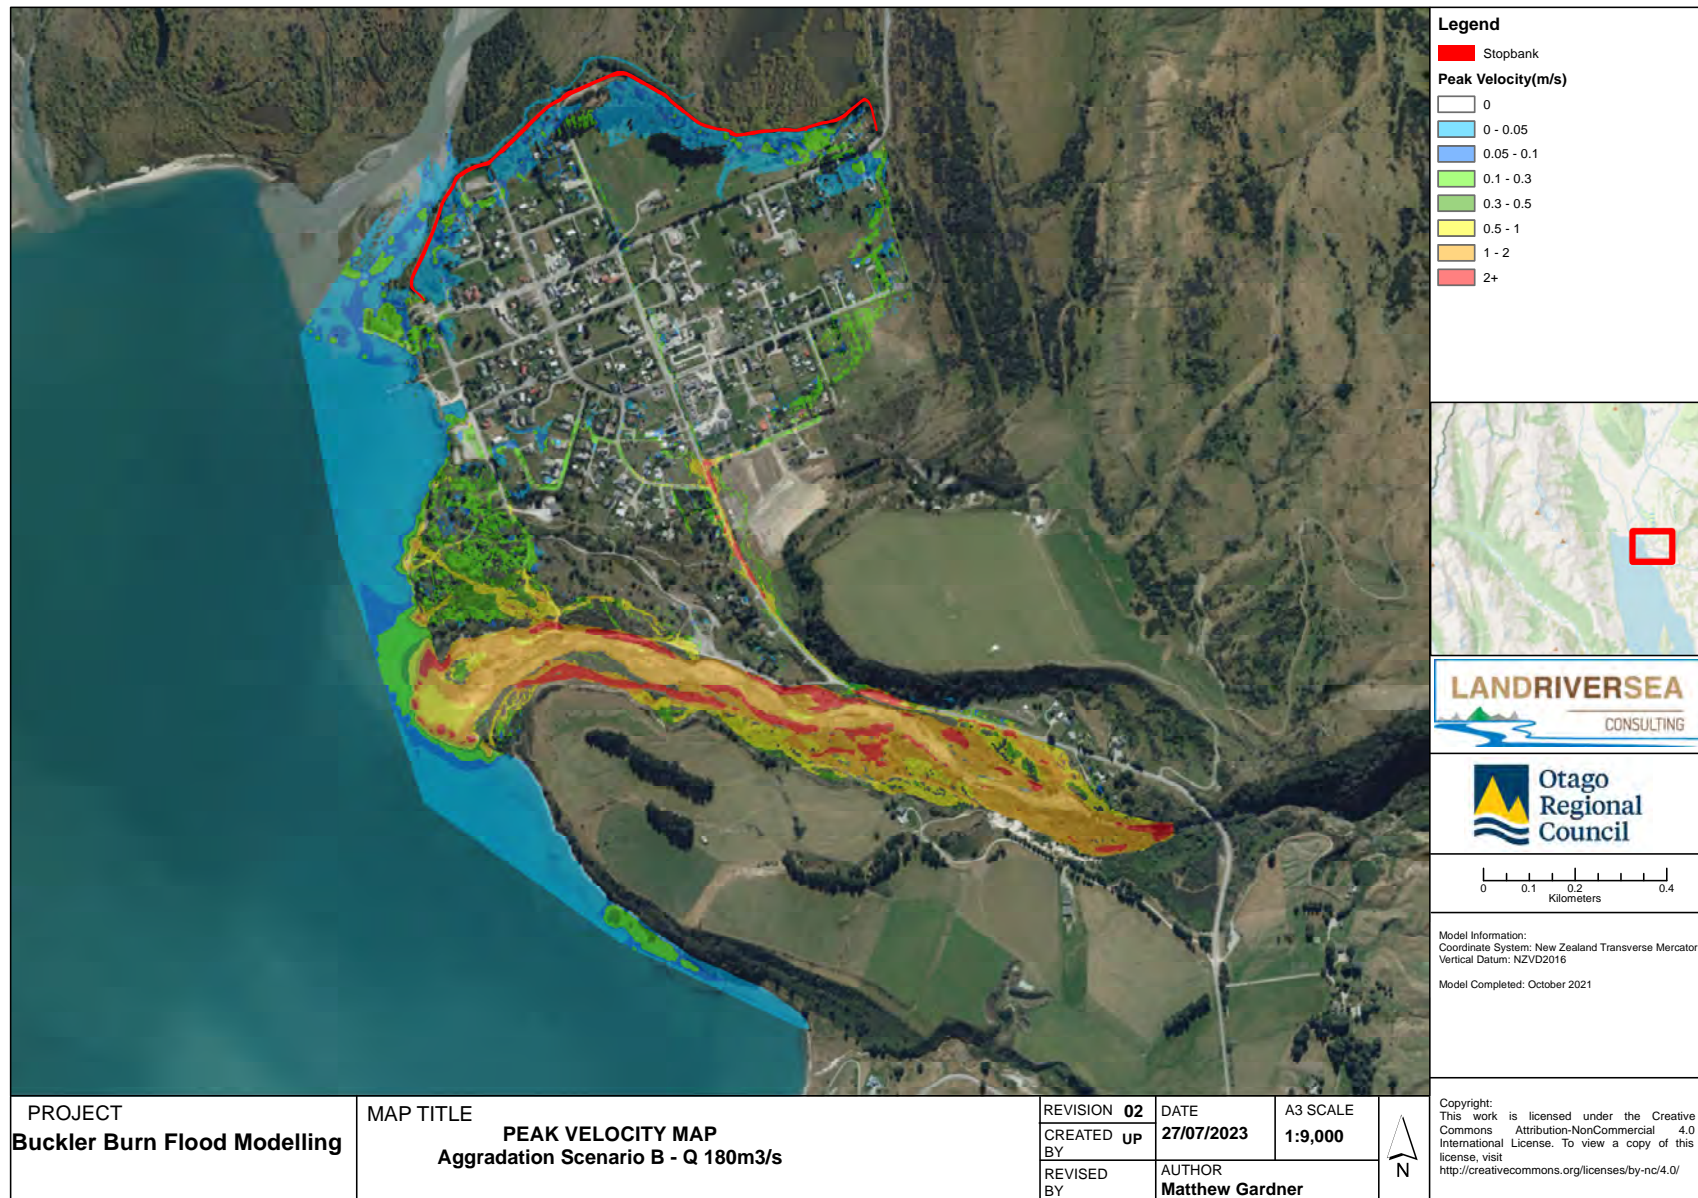 Legend
Stopbank
Peak Velocity(m/s)
0
0 - 0.05
0.05 - 0.1
0.1 - 0.3
0.3 - 0.5
0.5 - 1
1 - 2
2+
LANDRIVERSEA
CONSULTING
Otago
Regional
Council
0 0.1 0.2 0.4
Kilometers
Model Information:
Coordinate System: New Zealand Transverse Mercator
Vertical Datum: NZVD2016
Model Completed: October 2021
Copyright:
This work is licensed under the Creative
Commons Attribution-NonCommercial 4.0
International License. To view a copy of this
license, visit
http://creativecommons.org/licenses/by-nc/4.0/
PROJECT
Buckler Burn Flood Modelling
MAP TITLE
PEAK VELOCITY MAP
Aggradation Scenario B - Q 180m3/s
REVISION 02
CREATED BY UP
REVISED BY
DATE
27/07/2023
A3 SCALE
1:9,000
AUTHOR
Matthew Gardner
N